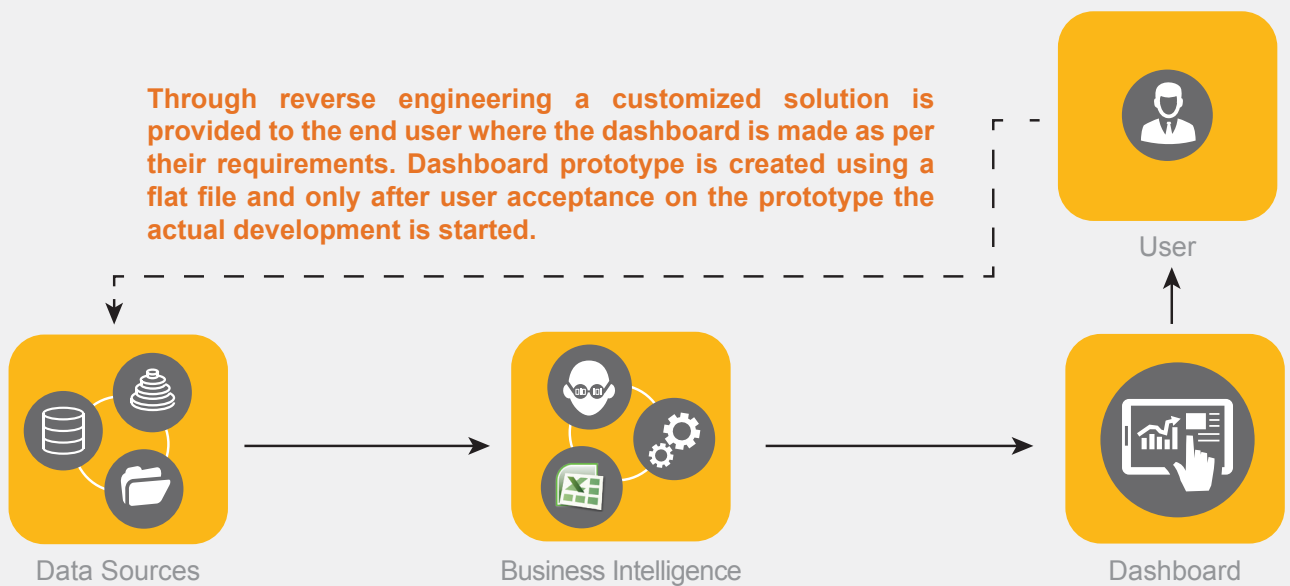 Through reverse engineering a customized solution is
provided to the end user where the dashboard is made as per
their requirements. Dashboard prototype is created using a
flat file and only after user acceptance on the prototype the
actual development is started.
User
Data Sources
Business Intelligence
Dashboard